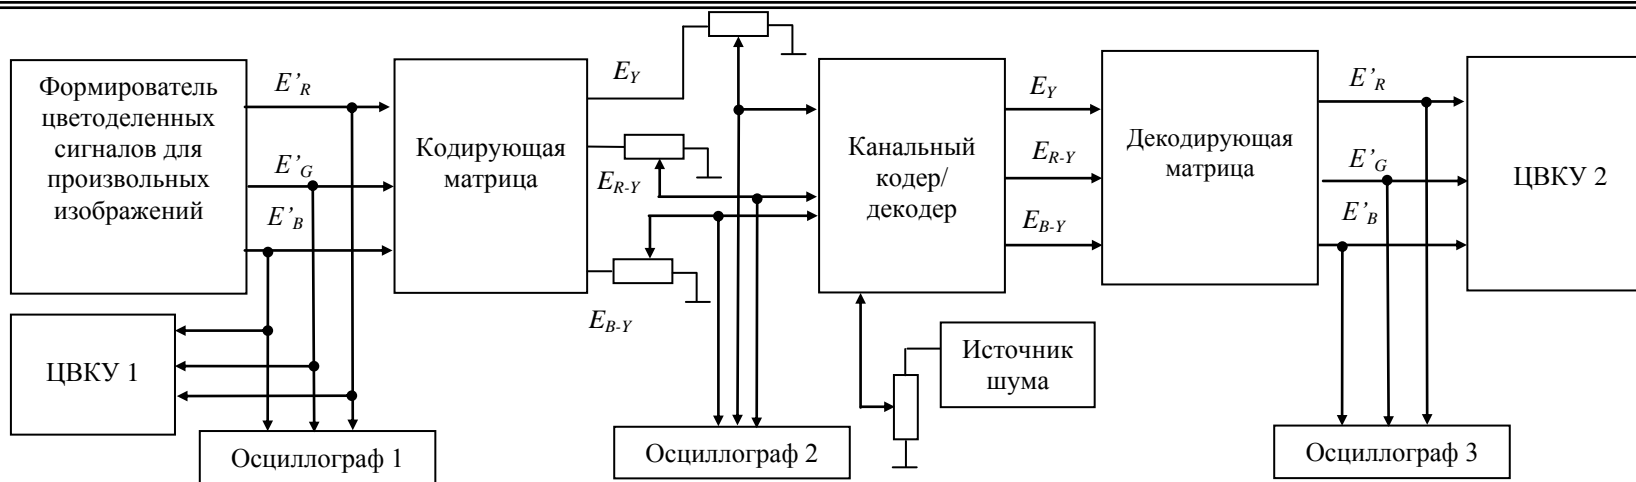 Формирователь
цветоделенных
сигналов для
произвольных
изображений
E’R
E’G
E’B
Кодирующая
матрица
EY
ER-Y
EB-Y
Канальный
кодер/
декодер
EY
ER-Y
EB-Y
Декодирующая
матрица
E’R
E’G
E’B
ЦВКУ 2
ЦВКУ 1
Источник
шума
Осциллограф 1
Осциллограф 2
Осциллограф 3